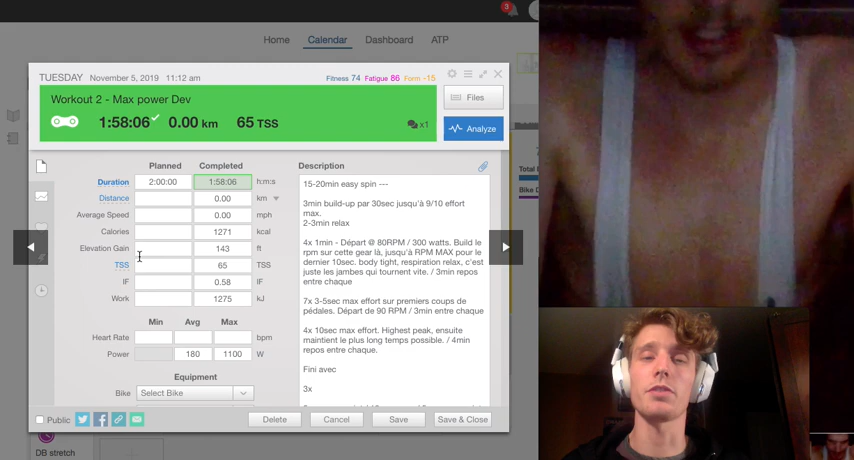 3
Home Calendar Dashboard ATP
TUESDAY November 5, 2019 11:12 am Fitness 74 Fatigue 86 Form -15
Workout 2 - Max power Dev
1:58:06 0.00 km 65 TSS x1
Files
Analyze
Planned Completed
Duration 2:00:00 1:58:06 h:m:s
Distance 0.00 km
Average Speed 0.00 mph
Calories 1271 kcal
Elevation Gain 143 ft
TSS 65 TSS
IF 0.58 IF
Work 1275 kJ
Min Avg Max
Heart Rate bpm
Power 180 1100 W
Equipment
Bike Select Bike
Description
15-20min easy spin ---
3min build-up par 30sec jusqu'à 9/10 effort
max.
2-3min relax
4x 1min - Départ @ 80RPM / 300 watts. Build le
rpm sur cette gear là, jusqu'à RPM MAX pour le
dernier 10sec. body tight, respiration relax, c'est
juste les jambes qui tournent vite. / 3min repos
entre chaque
7x 3-5sec max effort sur premiers coups de
pédales. Départ de 90 RPM / 3min entre chaque
4x 10sec max effort. Highest peak, ensuite
maintient le plus long temps possible. / 4min
repos entre chaque.
Fini avec
3x
Public Delete Cancel Save Save & Close
Total
Bike
DB stretch